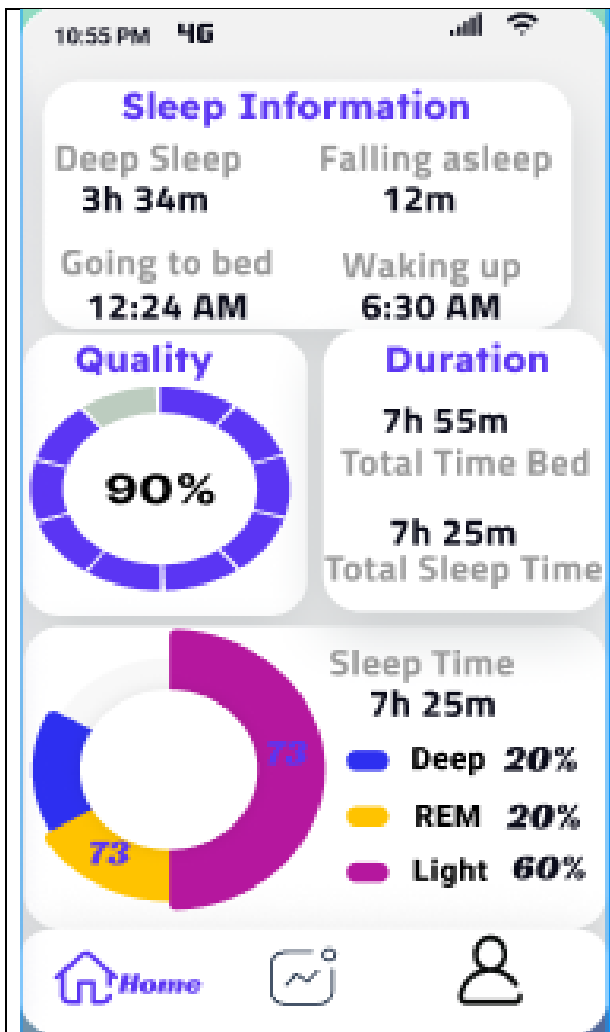 10:55 PM 4G
Sleep Information
Deep Sleep Falling asleep
3h 34m 12m
Going to bed Waking up
12:24 AM 6:30 AM
Quality
90%
Duration
7h 55m
Total Time Bed
7h 25m
Total Sleep Time
Sleep Time
7h 25m
73
73
Deep 20%
REM 20%
Light 60%
Home